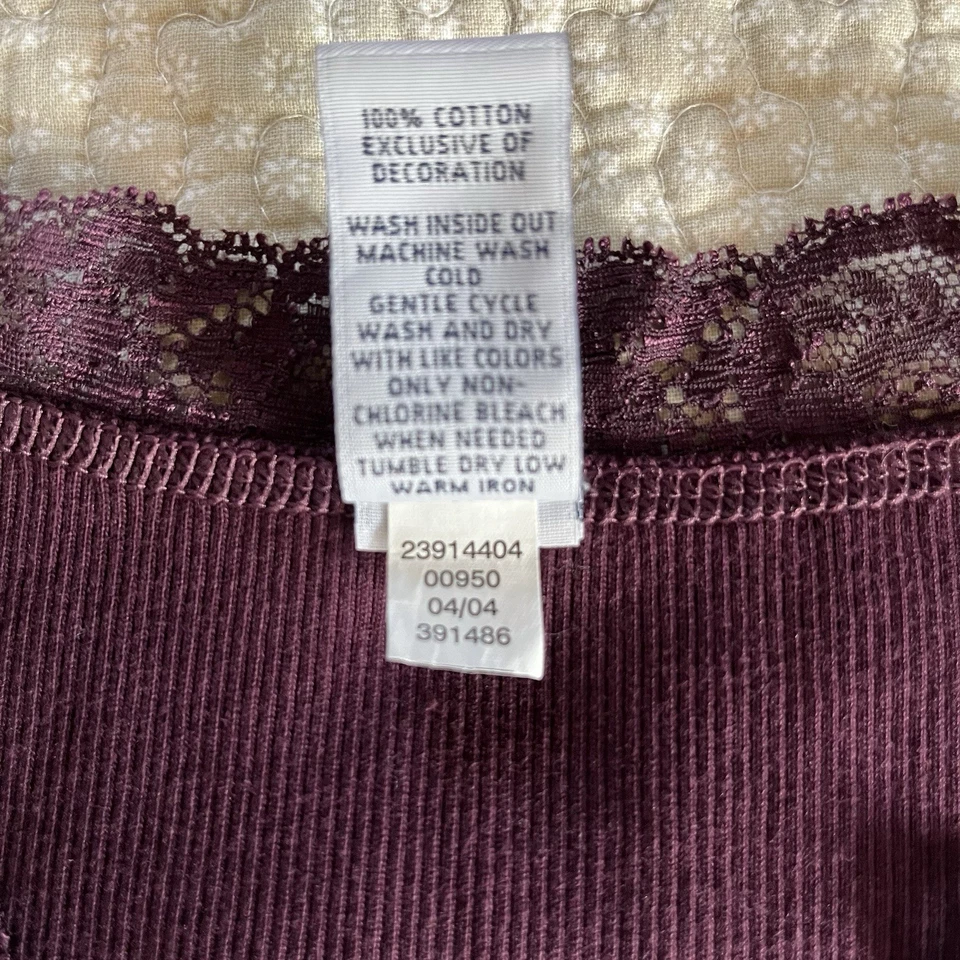 100% COTTON
EXCLUSIVE OF
DECORATION
WASH INSIDE OUT
MACHINE WASH
COLD
GENTLE CYCLE
WASH AND DRY
WITH LIKE COLORS
ONLY NON-
CHLORINE BLEACH
WHEN NEEDED
TUMBLE DRY LOW
WARM IRON
23914404
00950
04/04
391486